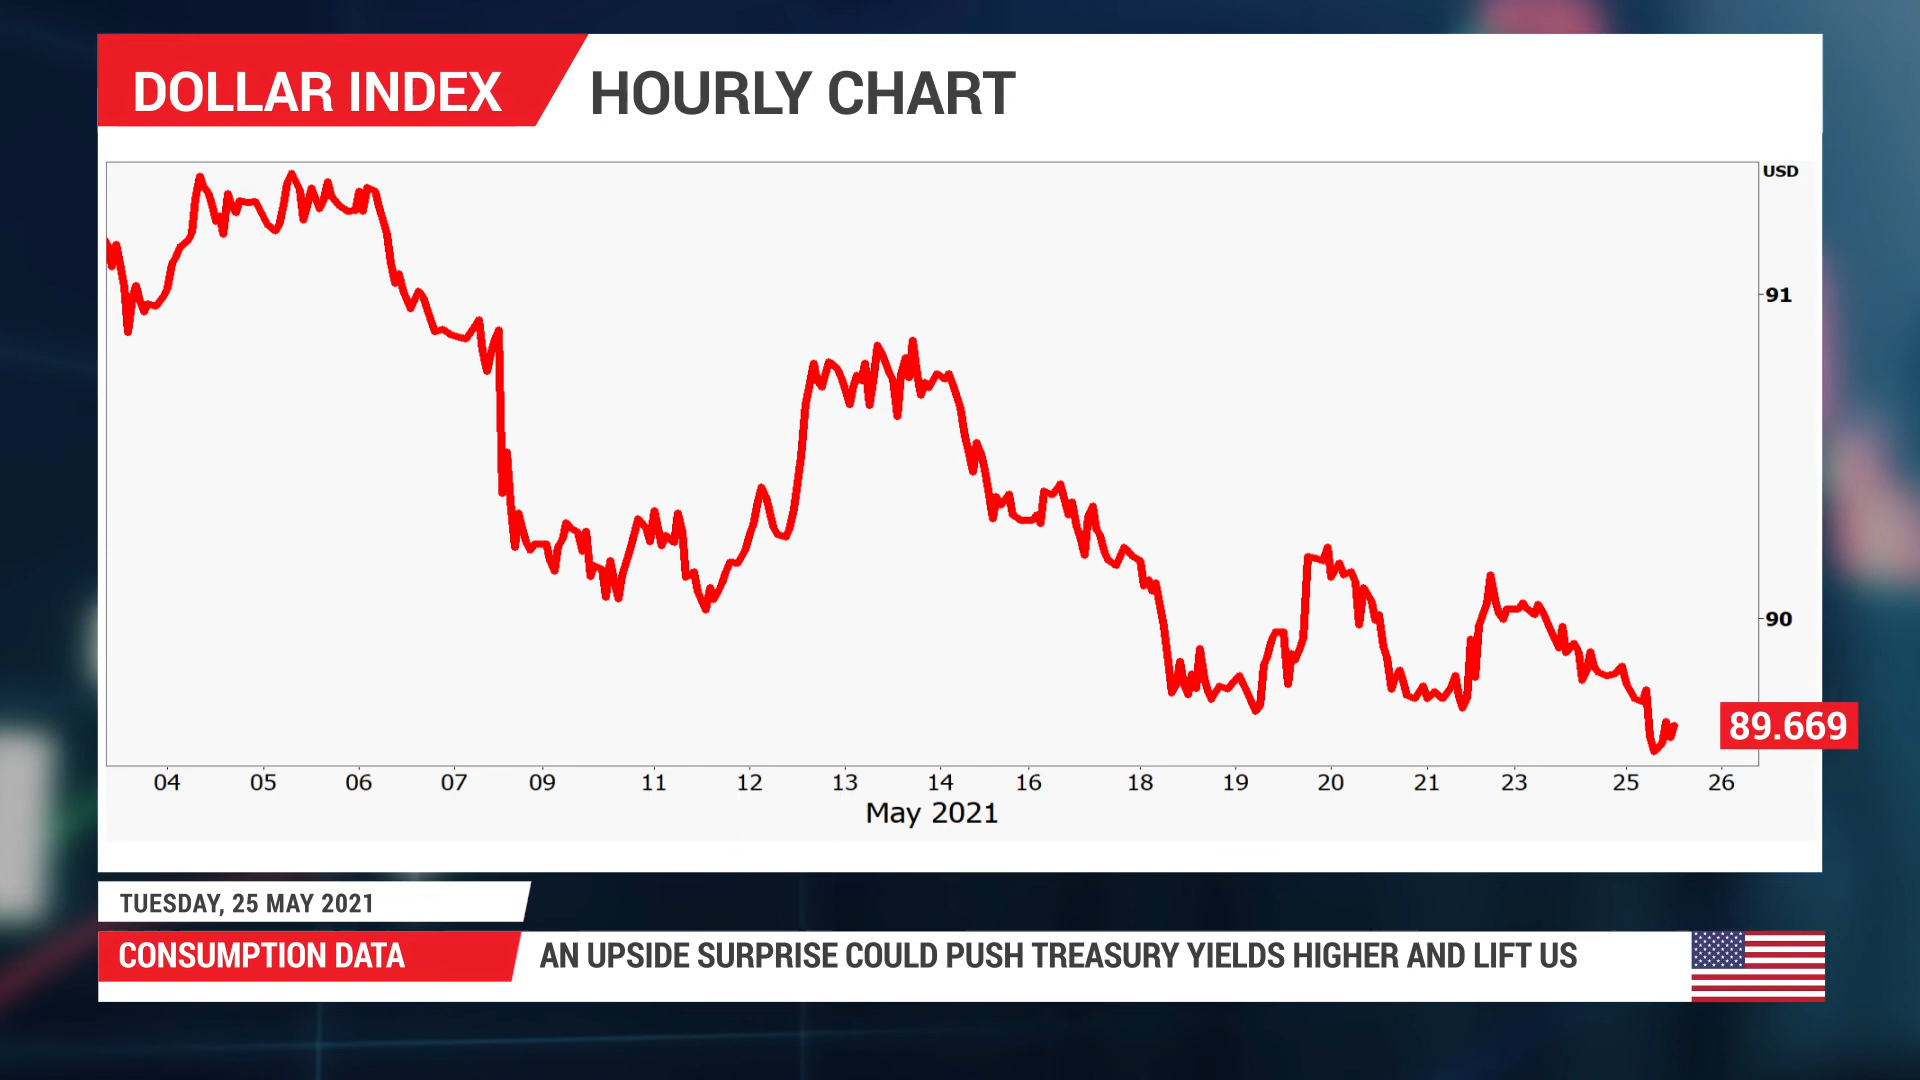 DOLLAR INDEX
HOURLY CHART
USD
91
90
89.669
04 05 06 07 09 11 12 13 14 16 18 19 20 21 23 25 26
May 2021
TUESDAY, 25 MAY 2021
CONSUMPTION DATA
AN UPSIDE SURPRISE COULD PUSH TREASURY YIELDS HIGHER AND LIFT US